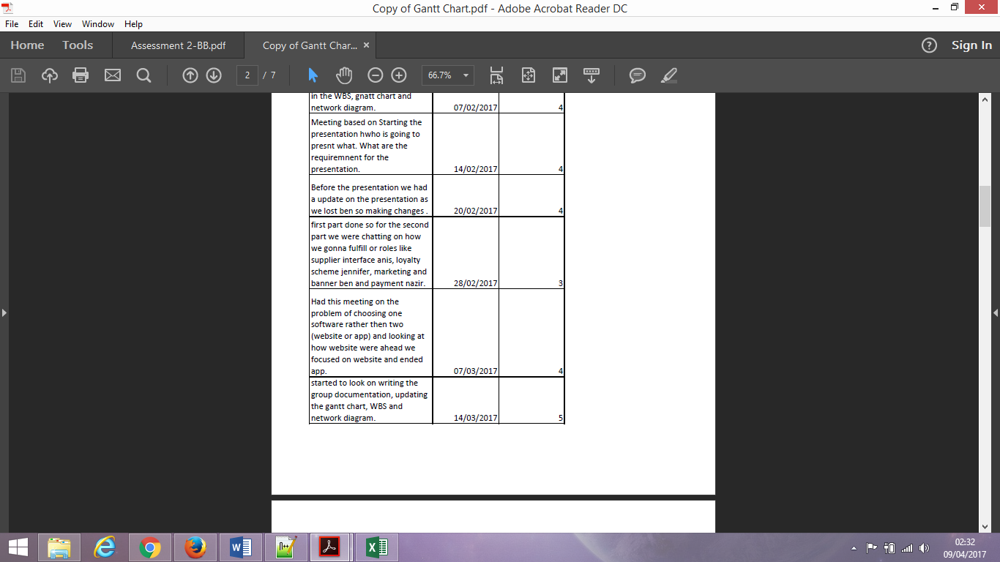 Copy of Gantt Chart.pdf - Adobe Acrobat Reader DC
File Edit View Window Help
Home Tools Assessment 2-BB.pdf Copy of Gantt Char... × ? Sign In
2 / 7 66.7%
in the WBS, gnatt chart and
network diagram. 07/02/2017 4
Meeting based on Starting the
presentation hwho is going to
presnt what. What are the
requiremnent for the
presentation. 14/02/2017 4
Before the presentation we had
a update on the presentation as
we lost ben so making changes . 20/02/2017 4
first part done so for the second
part we were chatting on how
we gonna fulfill or roles like
supplier interface anis, loyalty
scheme jennifer, marketing and
banner ben and payment nazir. 28/02/2017 3
Had this meeting on the
problem of choosing one
software rather then two
(website or app) and looking at
how website were ahead we
focused on website and ended
app. 07/03/2017 4
started to look on writing the
group documentation, updating
the gantt chart, WBS and
network diagram. 14/03/2017 5
02:32
09/04/2017